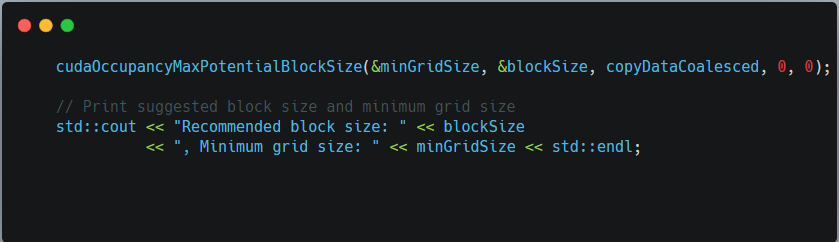 cudaOccupancyMaxPotentialBlockSize(&minGridSize, &blockSize, copyDataCoalesced, 0, 0);
// Print suggested block size and minimum grid size
std::cout << "Recommended block size: " << blockSize
<< ", Minimum grid size: " << minGridSize << std::endl;